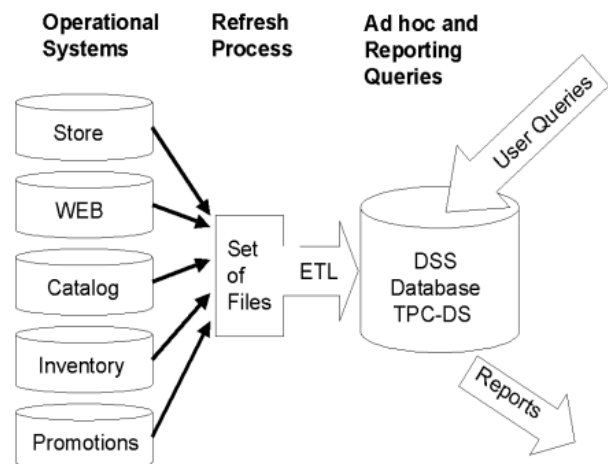 Operational
Systems
Refresh
Process
Ad hoc and
Reporting
Queries
Store
WEB
Catalog
Inventory
Promotions
Set
of
Files
ETL
DSS
Database
TPC-DS
User Queries
Reports